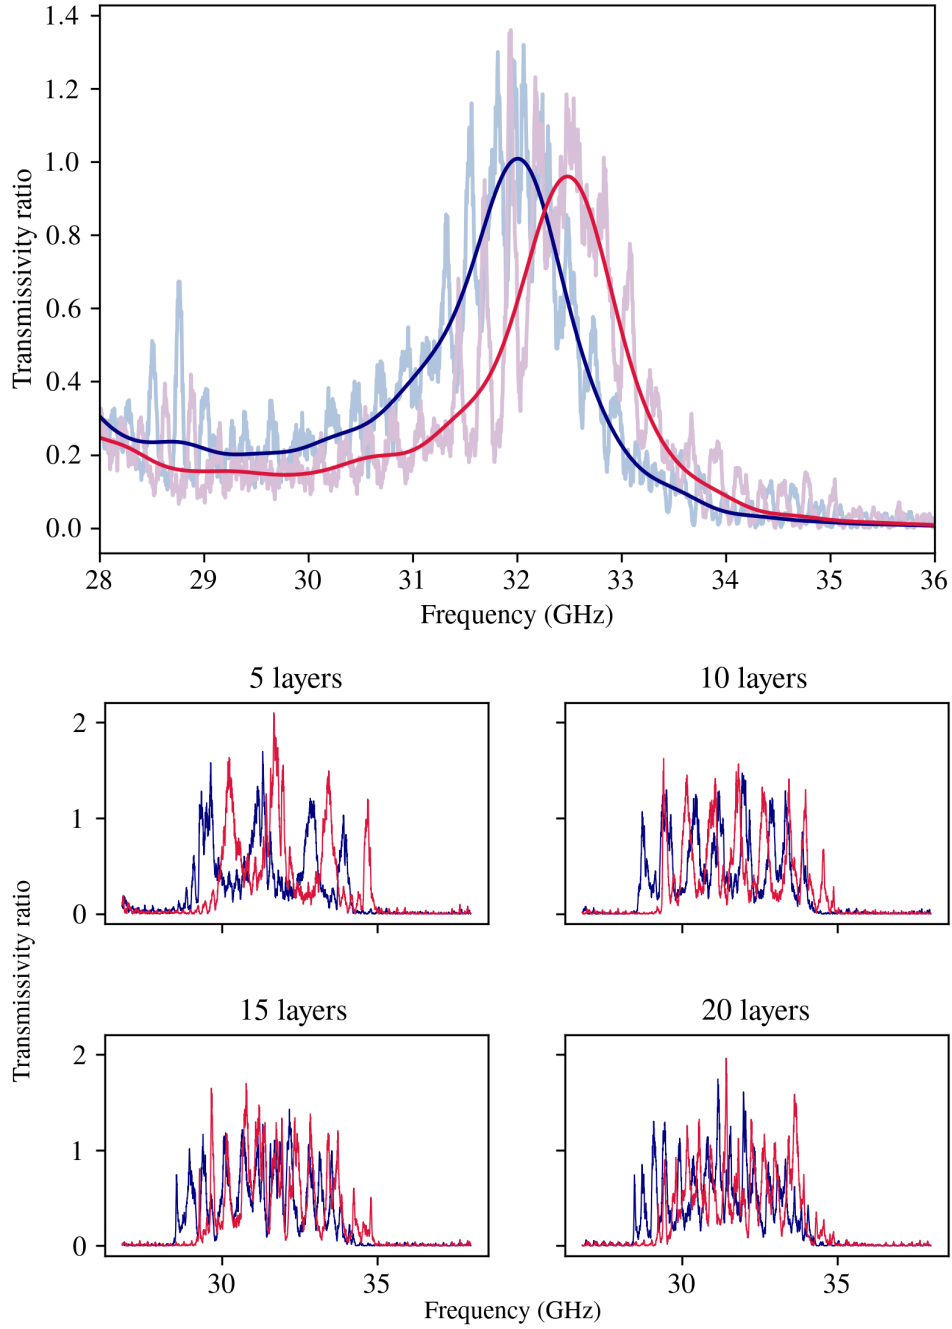 1.4
1.2
1.0
0.8
0.6
0.4
0.2
0.0
Transmissivity ratio
28 29 30 31 32 33 34 35 36
Frequency (GHz)
5 layers
10 layers
2
1
0
Transmissivity ratio
15 layers
20 layers
2
1
0
30 35
30 35
Frequency (GHz)